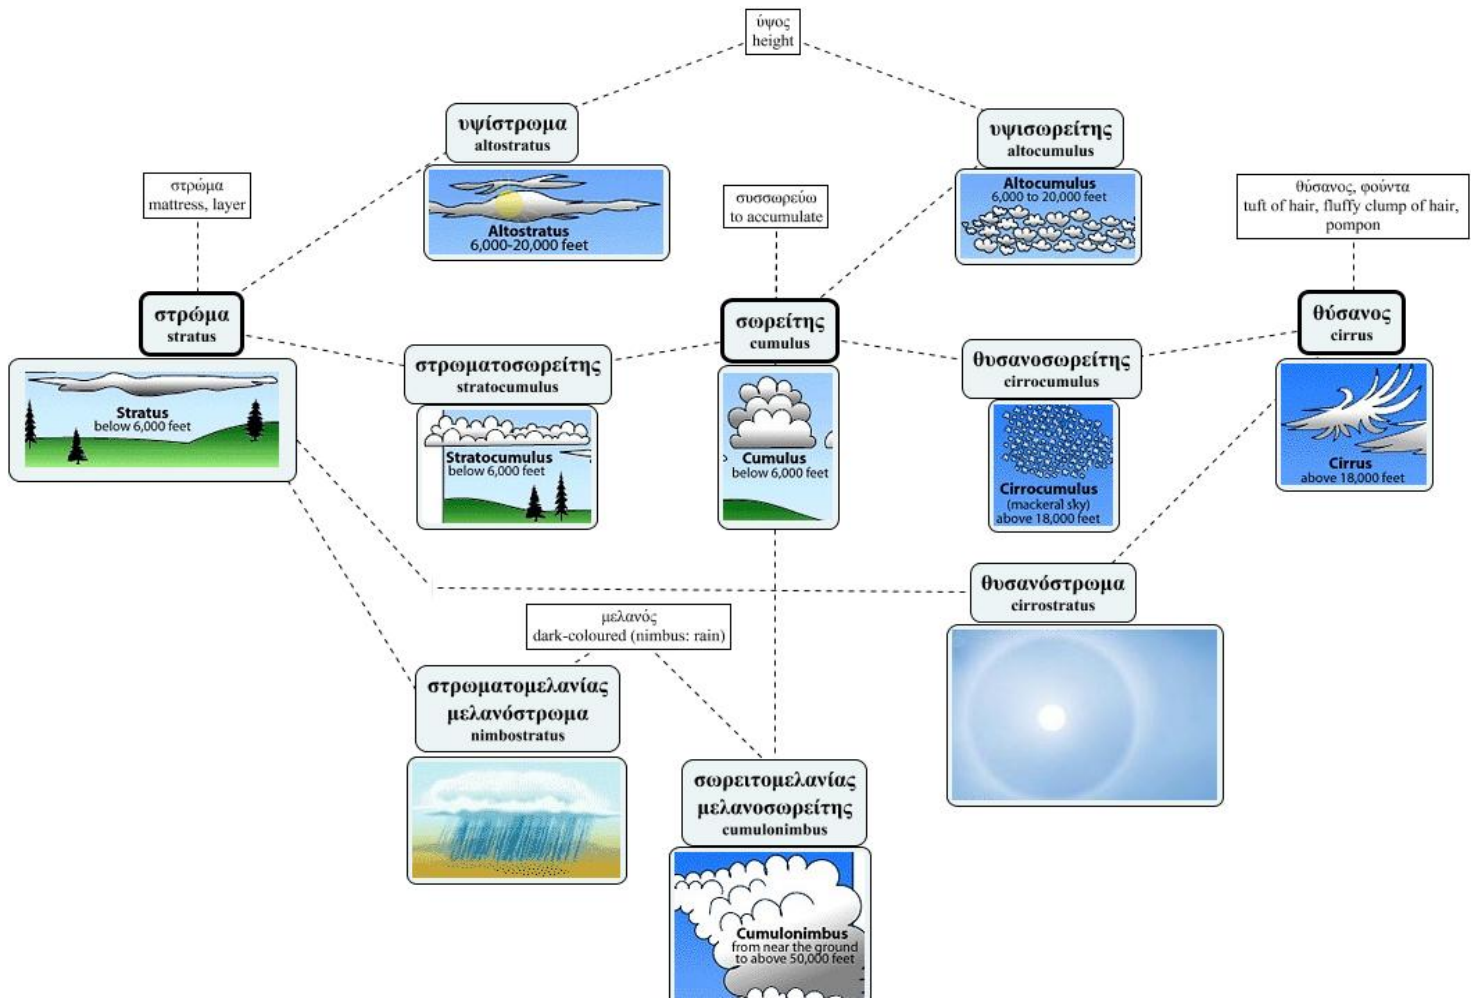 ύψος
height
υψίστρωμα
altostratus
Altostratus
6,000-20,000 feet
υψισωρείτης
altocumulus
Altocumulus
6,000 to 20,000 feet
στρώμα
mattress, layer
συσσωρεύω
to accumulate
θύσανος, φούντα
tuft of hair, fluffy clump of hair,
pompon
στρώμα
stratus
Stratus
below 6,000 feet
στρωματοσωρείτης
stratocumulus
Stratocumulus
below 6,000 feet
σωρείτης
cumulus
Cumulus
below 6,000 feet
θυσανοσωρείτης
cirrocumulus
Cirrocumulus
(mackeral sky)
above 18,000 feet
θύσανος
cirrus
Cirrus
above 18,000 feet
θυσανόστρωμα
cirrostratus
μελανός
dark-coloured (nimbus: rain)
στρωματομελανίας
μελανόστρωμα
nimbostratus
σωρειτομελανίας
μελανοσωρείτης
cumulonimbus
Cumulonimbus
from near the ground
to above 50,000 feet